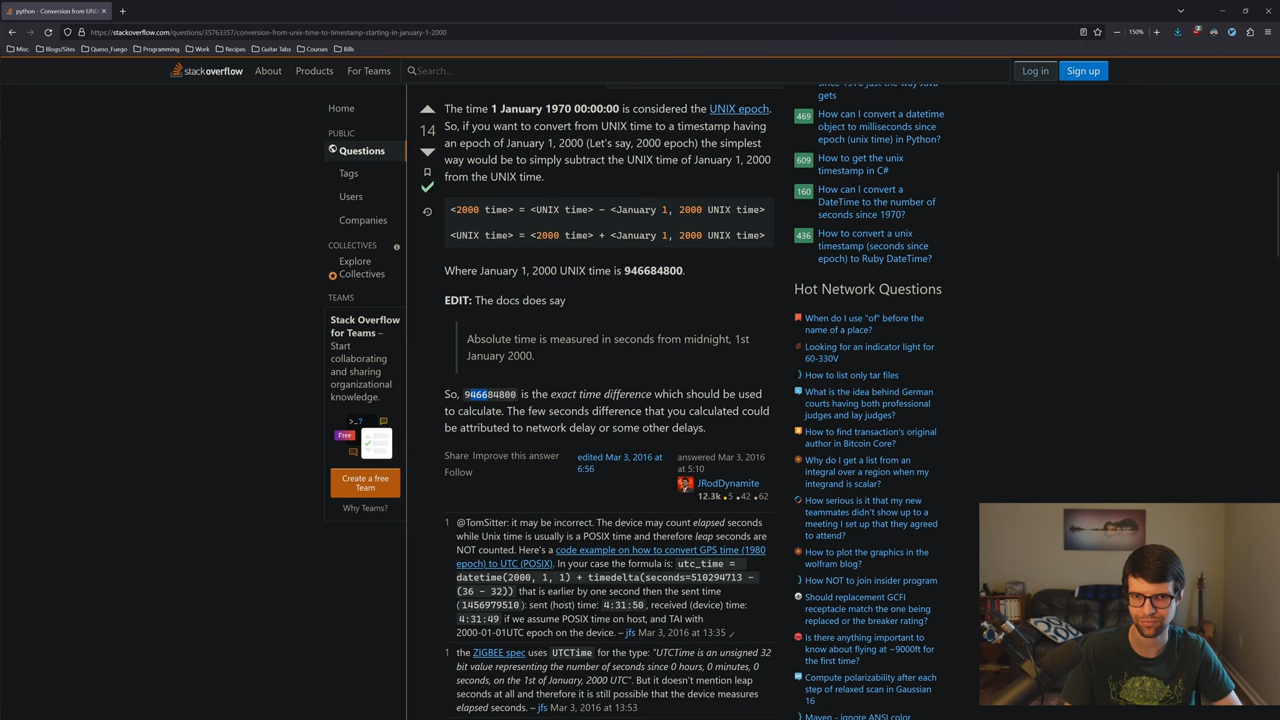 python - Conversion from UNIX
https://stackoverflow.com/questions/35763357/conversion-from-unix-time-to-timestamp-starting-in-january-1-2000
150%
Misc.
Blogs/Sites
Queso_Fuego
Programming
Work
Recipes
Guitar Tabs
Courses
Bills
stackoverflow
About
Products
For Teams
Search...
Log in
Sign up
Home
PUBLIC
Questions
Tags
Users
Companies
COLLECTIVES
Explore
Collectives
TEAMS
Stack Overflow
for Teams –
Start
collaborating
and sharing
organizational
knowledge.
Free
Create a free
Team
Why Teams?
14
The time 1 January 1970 00:00:00 is considered the UNIX epoch.
So, if you want to convert from UNIX time to a timestamp having
an epoch of January 1, 2000 (Let's say, 2000 epoch) the simplest
way would be to simply subtract the UNIX time of January 1, 2000
from the UNIX time.
<2000 time> = <UNIX time> - <January 1, 2000 UNIX time>
<UNIX time> = <2000 time> + <January 1, 2000 UNIX time>
Where January 1, 2000 UNIX time is 946684800.
EDIT: The docs does say
Absolute time is measured in seconds from midnight, 1st
January 2000.
So, 946684800 is the exact time difference which should be used
to calculate. The few seconds difference that you calculated could
be attributed to network delay or some other delays.
Share Improve this answer
Follow
edited Mar 3, 2016 at
6:56
answered Mar 3, 2016
at 5:10
JRodDynamite
12.3k 5 42 62
1 @TomSitter: it may be incorrect. The device may count elapsed seconds
while Unix time is usually is a POSIX time and therefore leap seconds are
NOT counted. Here's a code example on how to convert GPS time (1980
epoch) to UTC (POSIX). In your case the formula is: utc_time =
datetime(2000, 1, 1) + timedelta(seconds=510294713 -
(36 - 32)) that is earlier by one second then the sent time
(1456979510): sent (host) time: 4:31:50, received (device) time:
4:31:49 if we assume POSIX time on host, and TAI with
2000-01-01UTC epoch on the device. – jfs Mar 3, 2016 at 13:35
1 the ZIGBEE spec uses UTCTime for the type: "UTCTime is an unsigned 32
bit value representing the number of seconds since 0 hours, 0 minutes, 0
seconds, on the 1st of January, 2000 UTC". But it doesn't mention leap
seconds at all and therefore it is still possible that the device measures
elapsed seconds. – jfs Mar 3, 2016 at 13:53
since 1970 just the way Java
gets
469 How can I convert a datetime
object to milliseconds since
epoch (unix time) in Python?
609 How to get the unix
timestamp in C#
160 How can I convert a
DateTime to the number of
seconds since 1970?
436 How to convert a unix
timestamp (seconds since
epoch) to Ruby DateTime?
Hot Network Questions
When do I use "of" before the
name of a place?
Looking for an indicator light for
60-330V
How to list only tar files
What is the idea behind German
courts having both professional
judges and lay judges?
How to find transaction's original
author in Bitcoin Core?
Why do I get a list from an
integral over a region when my
integrand is scalar?
How serious is it that my new
teammates didn't show up to a
meeting I set up that they agreed
to attend?
How to plot the graphics in the
wolfram blog?
How NOT to join insider program
Should replacement GCFI
receptacle match the one being
replaced or the breaker rating?
Is there anything important to
know about flying at ~9000ft for
the first time?
Compute polarizability after each
step of relaxed scan in Gaussian
16
Maven - ignore ANSI color